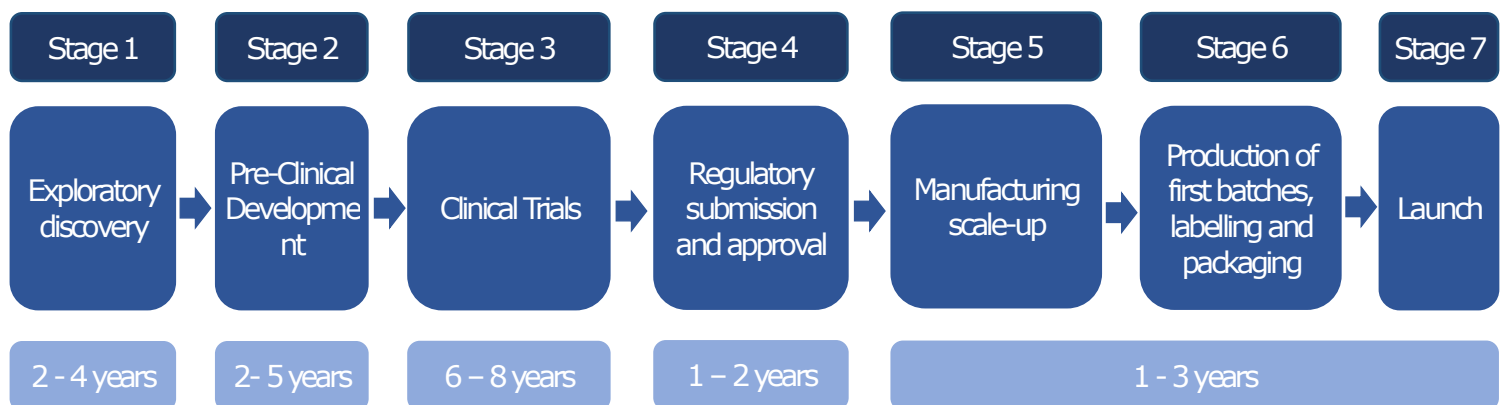 Stage 1
Stage 2
Stage 3
Stage 4
Stage 5
Stage 6
Stage 7
Exploratory
discovery
Pre-Clinical
Developme
nt
Clinical Trials
Regulatory
submission
and approval
Manufacturing
scale-up
Production of
first batches,
labelling and
packaging
Launch
2 - 4 years
2- 5 years
6 – 8 years
1 – 2 years
1 - 3 years